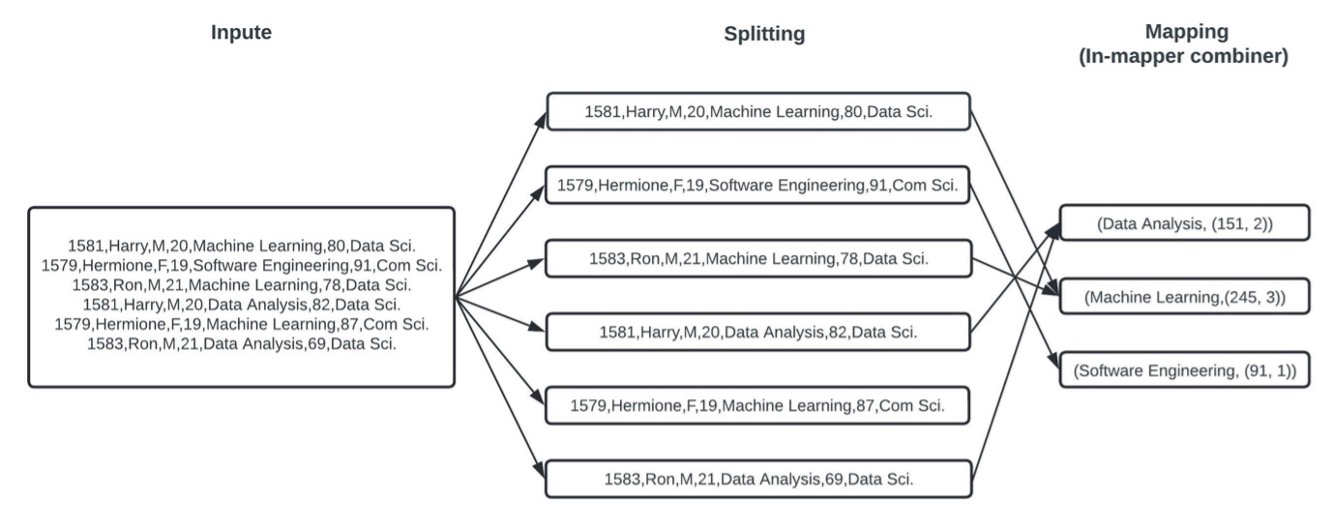 Inpute
Splitting
Mapping
(In-mapper combiner)
1581,Harry,M,20,Machine Learning,80,Data Sci.
1579,Hermione,F,19,Software Engineering,91,Com Sci.
1583,Ron,M,21,Machine Learning,78,Data Sci.
1581,Harry,M,20,Data Analysis,82,Data Sci.
1579,Hermione,F,19,Machine Learning,87,Com Sci.
1583,Ron,M,21,Data Analysis,69,Data Sci.
1581,Harry,M,20,Machine Learning,80,Data Sci.
1579,Hermione,F,19,Software Engineering,91,Com Sci.
1583,Ron,M,21,Machine Learning,78,Data Sci.
1581,Harry,M,20,Data Analysis,82,Data Sci.
1579,Hermione,F,19,Machine Learning,87,Com Sci.
1583,Ron,M,21,Data Analysis,69,Data Sci.
(Data Analysis, (151, 2))
(Machine Learning,(245, 3))
(Software Engineering, (91, 1))